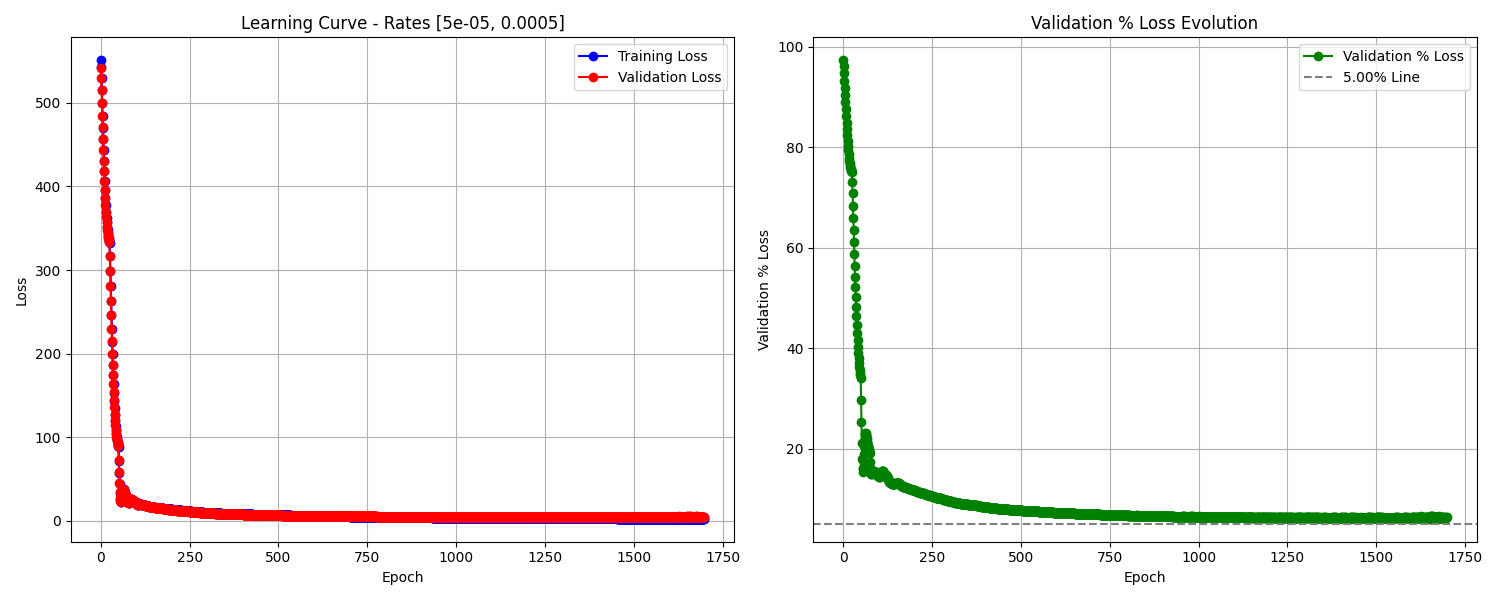 Learning Curve - Rates [5e-05, 0.0005]
Training Loss
Validation Loss
Loss
500
400
300
200
100
0
0
250
500
750
1000
1250
1500
1750
Epoch
Validation % Loss Evolution
Validation % Loss
5.00% Line
Validation % Loss
100
80
60
40
20
0
250
500
750
1000
1250
1500
1750
Epoch